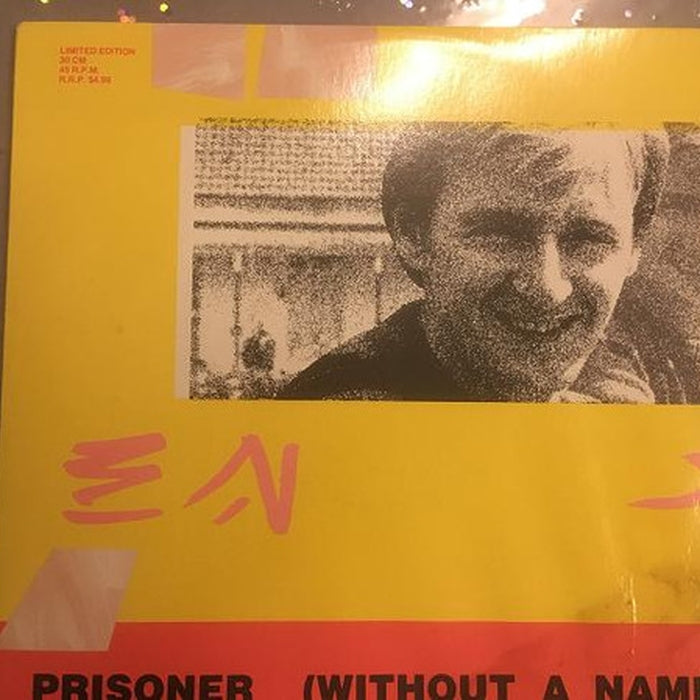 LIMITED EDITION
30 CM
45 R.P.M.
R.R.P. $4.99
PRISONER (WITHOUT A NAM